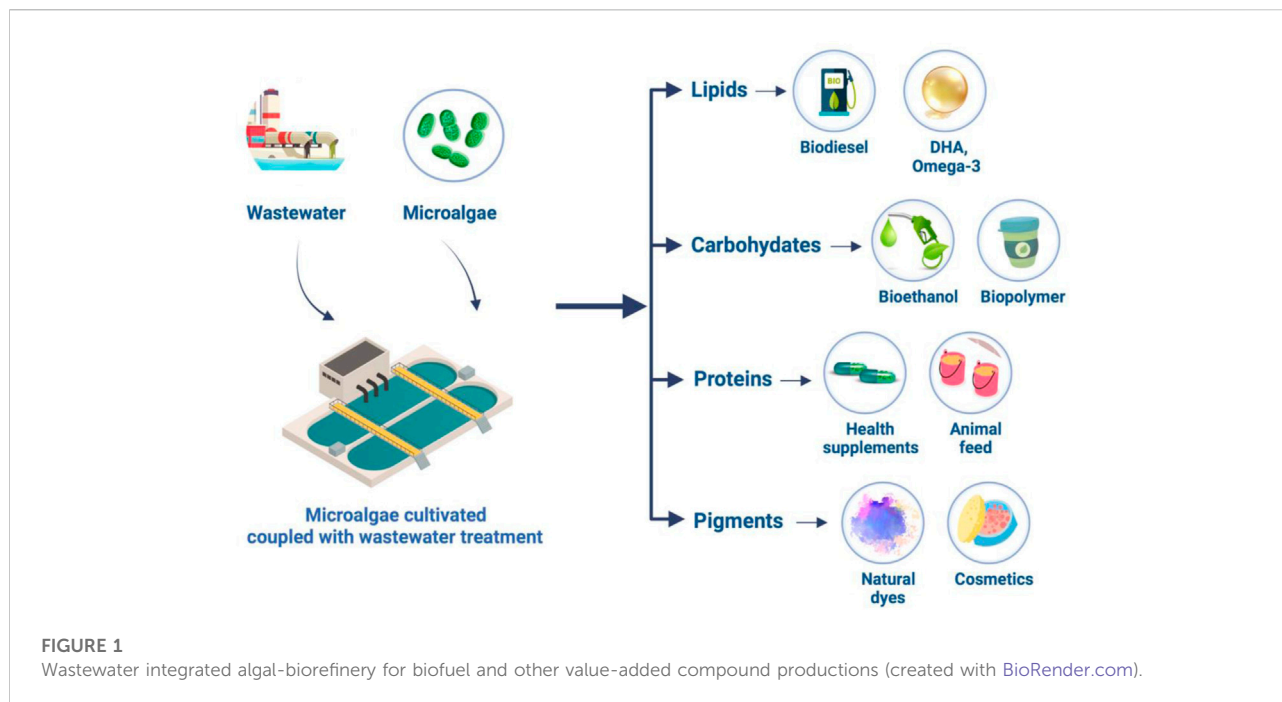 Wastewater
Microalgae
Microalgae cultivated
coupled with wastewater treatment
Lipids
BIO
Biodiesel
DHA,
Omega-3
Carbohydates
Bioethanol
Biopolymer
Proteins
Health
supplements
Animal
feed
Pigments
Natural
dyes
Cosmetics
FIGURE 1
Wastewater integrated algal-biorefinery for biofuel and other value-added compound productions (created with BioRender.com).